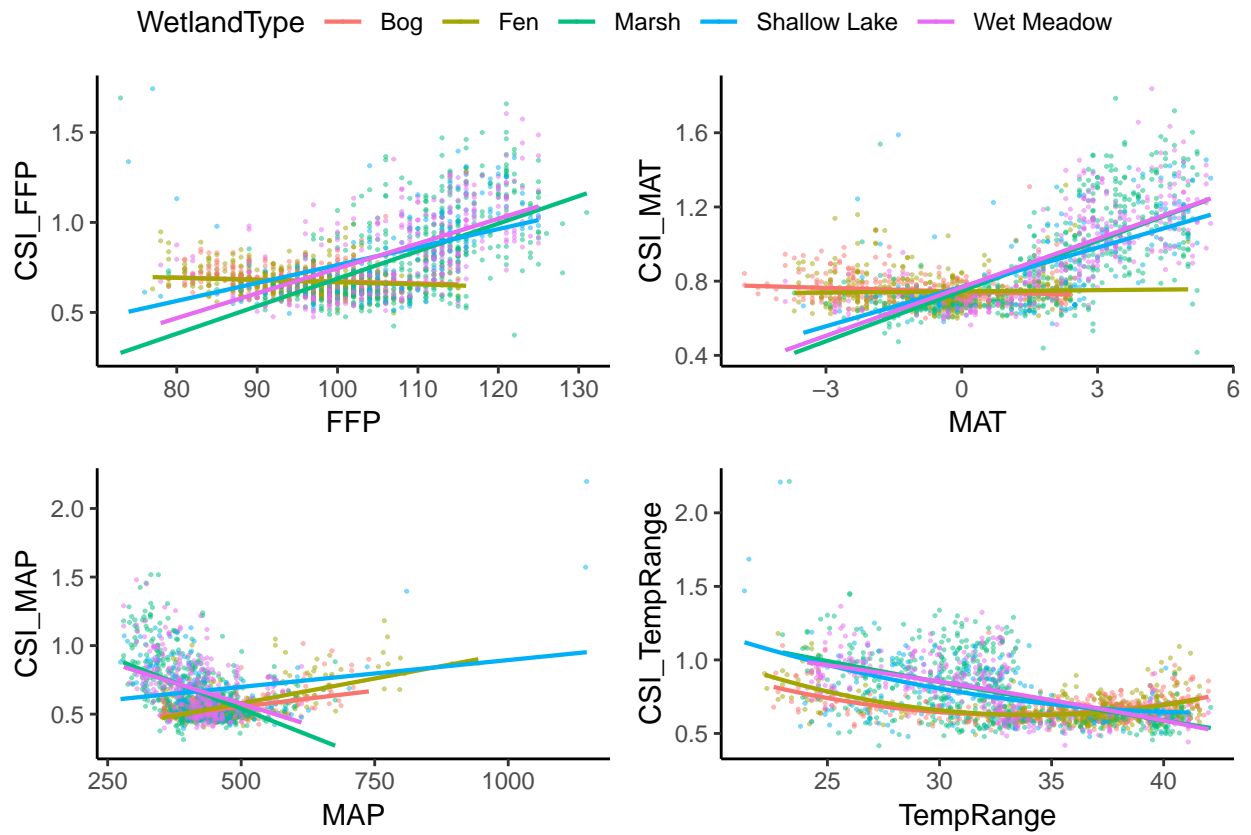 WetlandType Bog Fen Marsh Shallow Lake Wet Meadow
CSI_FFP
1.5
1.0
0.5
80 90 100 110 120 130
FFP
CSI_MAT
1.6
1.2
0.8
0.4
−3 0 3 6
MAT
CSI_MAP
2.0
1.5
1.0
0.5
250 500 750 1000
MAP
CSI_TempRange
2.0
1.5
1.0
0.5
25 30 35 40
TempRange